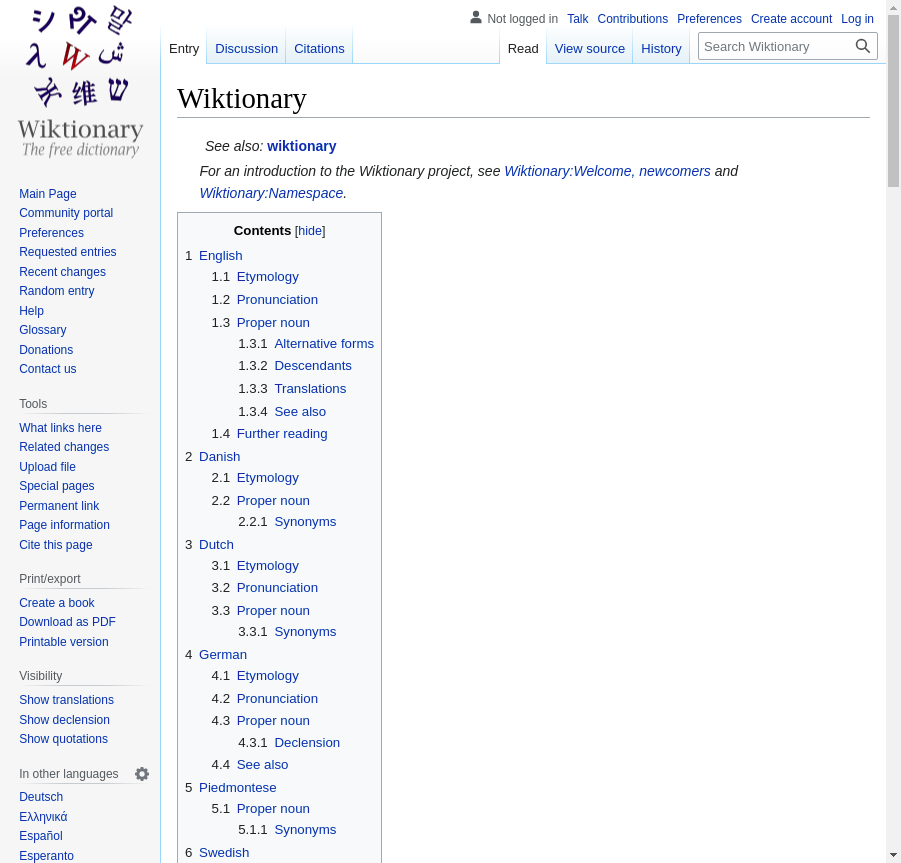 Not logged in Talk Contributions Preferences Create account Log in
Entry Discussion Citations Read View source History Search Wiktionary
Wiktionary
The free dictionary
Main Page
Community portal
Preferences
Requested entries
Recent changes
Random entry
Help
Glossary
Donations
Contact us
Tools
What links here
Related changes
Upload file
Special pages
Permanent link
Page information
Cite this page
Print/export
Create a book
Download as PDF
Printable version
Visibility
Show translations
Show declension
Show quotations
In other languages
Deutsch
Ελληνικά
Español
Esperanto
Wiktionary
See also: wiktionary
For an introduction to the Wiktionary project, see Wiktionary:Welcome, newcomers and
Wiktionary:Namespace.
Contents [hide]
1 English
1.1 Etymology
1.2 Pronunciation
1.3 Proper noun
1.3.1 Alternative forms
1.3.2 Descendants
1.3.3 Translations
1.3.4 See also
1.4 Further reading
2 Danish
2.1 Etymology
2.2 Proper noun
2.2.1 Synonyms
3 Dutch
3.1 Etymology
3.2 Pronunciation
3.3 Proper noun
3.3.1 Synonyms
4 German
4.1 Etymology
4.2 Pronunciation
4.3 Proper noun
4.3.1 Declension
4.4 See also
5 Piedmontese
5.1 Proper noun
5.1.1 Synonyms
6 Swedish